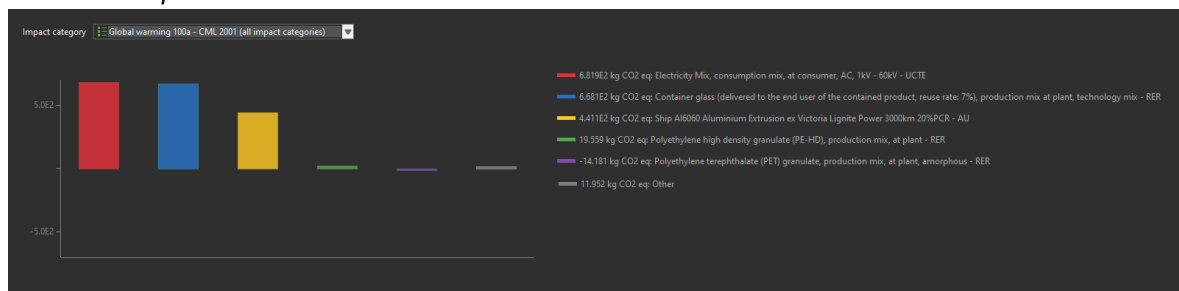 Impact category Global warming 100a - CML 2001 (all impact categories)
6.819E2 kg CO2 eq: Electricity Mix, consumption mix, at consumer, AC, 1kV - 60kV - UCTE
6.681E2 kg CO2 eq: Container glass (delivered to the end user of the contained product, reuse rate: 7%), production mix at plant, technology mix - RER
5.0E2
4.411E2 kg CO2 eq: Ship Al6060 Aluminium Extrusion ex Victoria Lignite Power 3000km 20%PCR - AU
19.559 kg CO2 eq: Polyethylene high density granulate (PE-HD), production mix, at plant - RER
-14.181 kg CO2 eq: Polyethylene terephthalate (PET) granulate, production mix, at plant, amorphous - RER
11.952 kg CO2 eq: Other
-5.0E2